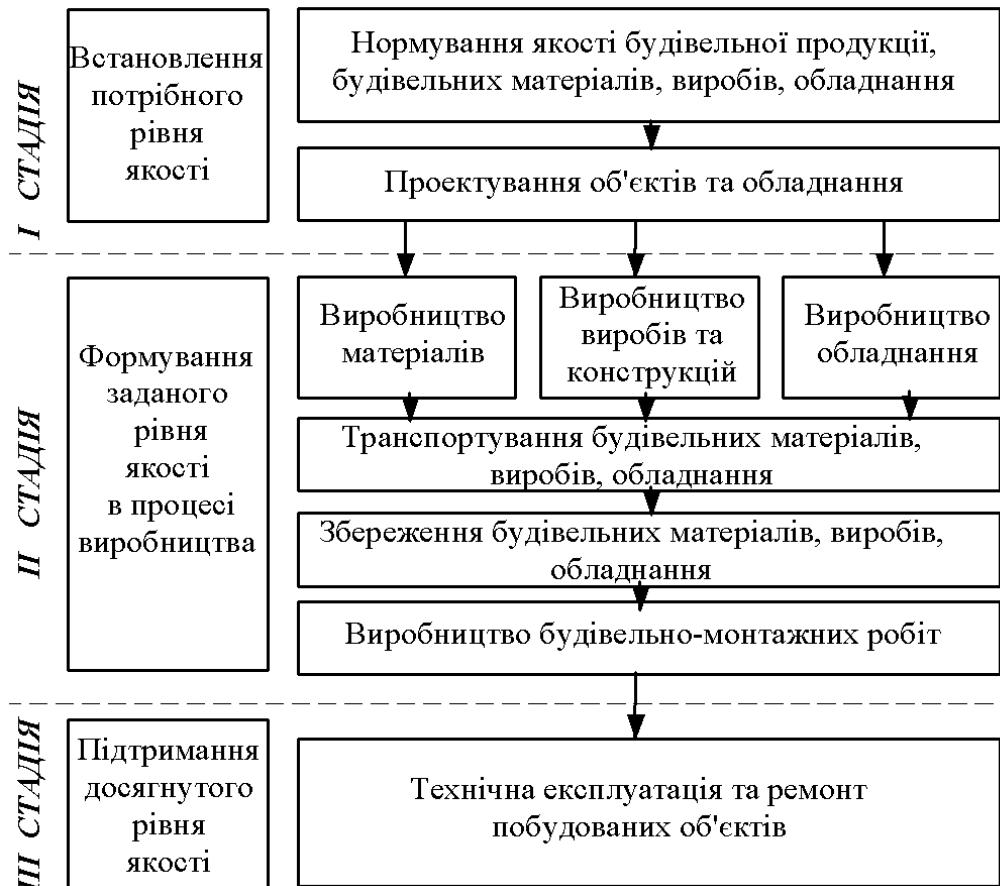 I СТАДІЯ
Встановлення
потрібного
рівня
якості
Нормування якості будівельної продукції,
будівельних матеріалів, виробів, обладнання
Проектування об'єктів та обладнання
II СТАДІЯ
Формування
заданого
рівня
якості
в процесі
виробництва
Виробництво
матеріалів
Виробництво
виробів та
конструкцій
Виробництво
обладнання
Транспортування будівельних матеріалів,
виробів, обладнання
Збереження будівельних матеріалів, виробів,
обладнання
Виробництво будівельно-монтажних робіт
III СТАДІЯ
Підтримання
досягнутого
рівня
якості
Технічна експлуатація та ремонт
побудованих об'єктів